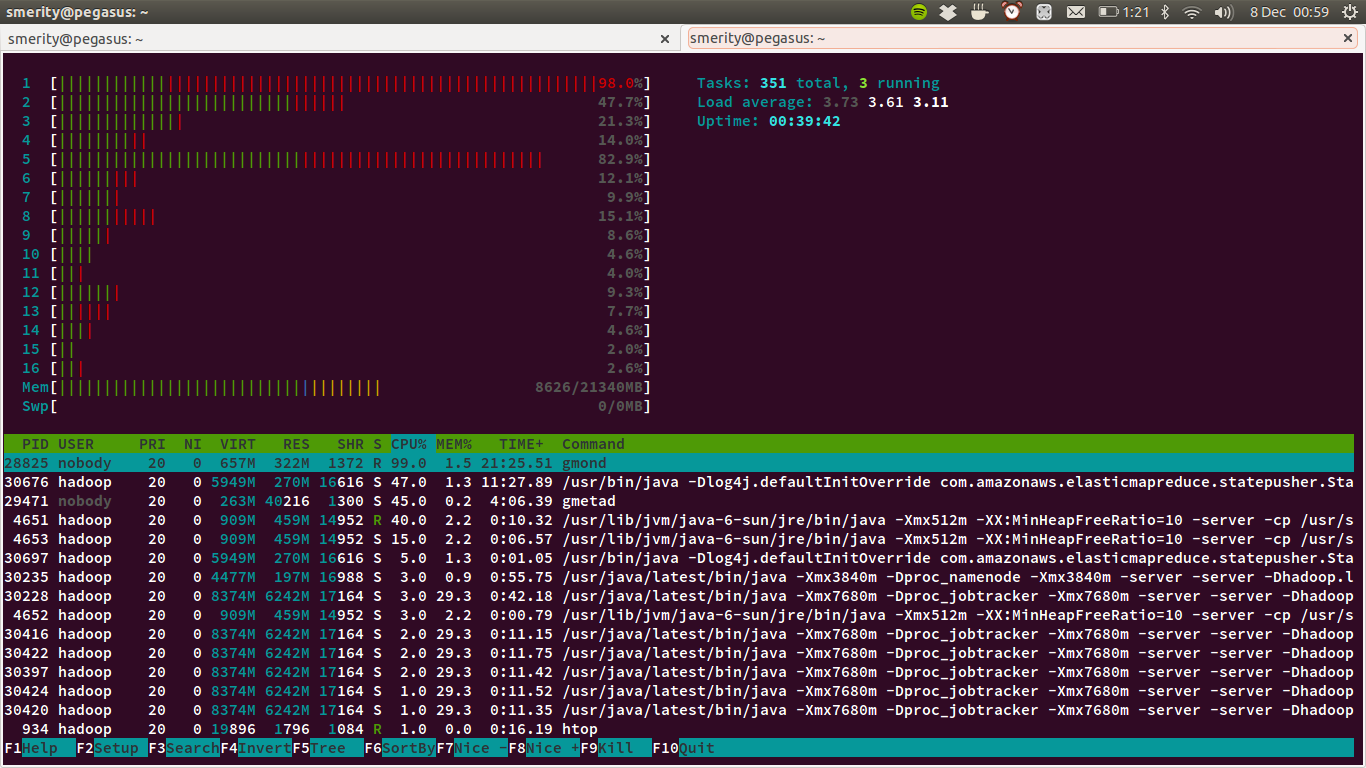 smerity@pegasus: ~ 1:21 8 Dec 00:59
smerity@pegasus: ~ × smerity@pegasus: ~ ×
1 [||||||||||||||||||||||||||||||||||||||||||||||||||||||||||||98.0%] Tasks: 351 total, 3 running
2 [|||||||||||||||||||||||||||||||| 47.7%] Load average: 3.73 3.61 3.11
3 [|||||||||||||| 21.3%] Uptime: 00:39:42
4 [|||||||||| 14.0%]
5 [|||||||||||||||||||||||||||||||||||||||||||||||||||||| 82.9%]
6 [||||||||| 12.1%]
7 [||||||| 9.9%]
8 [||||||||||| 15.1%]
9 [|||||| 8.6%]
10 [|||| 4.6%]
11 [||| 4.0%]
12 [||||||| 9.3%]
13 [|||||| 7.7%]
14 [|||| 4.6%]
15 [|| 2.0%]
16 [||| 2.6%]
Mem[|||||||||||||||||||||||||||||||||||| 8626/21340MB]
Swp[ 0/0MB]
PID USER PRI NI VIRT RES SHR S CPU% MEM% TIME+ Command
28825 nobody 20 0 657M 322M 1372 R 99.0 1.5 21:25.51 gmond
30676 hadoop 20 0 5949M 270M 16616 S 47.0 1.3 11:27.89 /usr/bin/java -Dlog4j.defaultInitOverride com.amazonaws.elasticmapreduce.statepusher.Sta
29471 nobody 20 0 263M 40216 1300 S 45.0 0.2 4:06.39 gmetad
4651 hadoop 20 0 909M 459M 14952 R 40.0 2.2 0:10.32 /usr/lib/jvm/java-6-sun/jre/bin/java -Xmx512m -XX:MinHeapFreeRatio=10 -server -cp /usr/s
4653 hadoop 20 0 909M 459M 14952 S 15.0 2.2 0:06.57 /usr/lib/jvm/java-6-sun/jre/bin/java -Xmx512m -XX:MinHeapFreeRatio=10 -server -cp /usr/s
30697 hadoop 20 0 5949M 270M 16616 S 5.0 1.3 0:01.05 /usr/bin/java -Dlog4j.defaultInitOverride com.amazonaws.elasticmapreduce.statepusher.Sta
30235 hadoop 20 0 4477M 197M 16988 S 3.0 0.9 0:55.75 /usr/java/latest/bin/java -Xmx3840m -Dproc_namenode -Xmx3840m -server -server -Dhadoop.l
30228 hadoop 20 0 8374M 6242M 17164 S 3.0 29.3 0:42.18 /usr/java/latest/bin/java -Xmx7680m -Dproc_jobtracker -Xmx7680m -server -server -Dhadoop
4652 hadoop 20 0 909M 459M 14952 S 3.0 2.2 0:00.79 /usr/lib/jvm/java-6-sun/jre/bin/java -Xmx512m -XX:MinHeapFreeRatio=10 -server -cp /usr/s
30416 hadoop 20 0 8374M 6242M 17164 S 2.0 29.3 0:11.15 /usr/java/latest/bin/java -Xmx7680m -Dproc_jobtracker -Xmx7680m -server -server -Dhadoop
30422 hadoop 20 0 8374M 6242M 17164 S 2.0 29.3 0:11.75 /usr/java/latest/bin/java -Xmx7680m -Dproc_jobtracker -Xmx7680m -server -server -Dhadoop
30397 hadoop 20 0 8374M 6242M 17164 S 2.0 29.3 0:11.42 /usr/java/latest/bin/java -Xmx7680m -Dproc_jobtracker -Xmx7680m -server -server -Dhadoop
30424 hadoop 20 0 8374M 6242M 17164 S 1.0 29.3 0:11.52 /usr/java/latest/bin/java -Xmx7680m -Dproc_jobtracker -Xmx7680m -server -server -Dhadoop
30420 hadoop 20 0 8374M 6242M 17164 S 1.0 29.3 0:11.35 /usr/java/latest/bin/java -Xmx7680m -Dproc_jobtracker -Xmx7680m -server -server -Dhadoop
934 hadoop 20 0 19896 1796 1084 R 1.0 0.0 0:16.19 htop
F1Help F2Setup F3SearchF4InvertF5Tree F6SortByF7Nice -F8Nice +F9Kill F10Quit